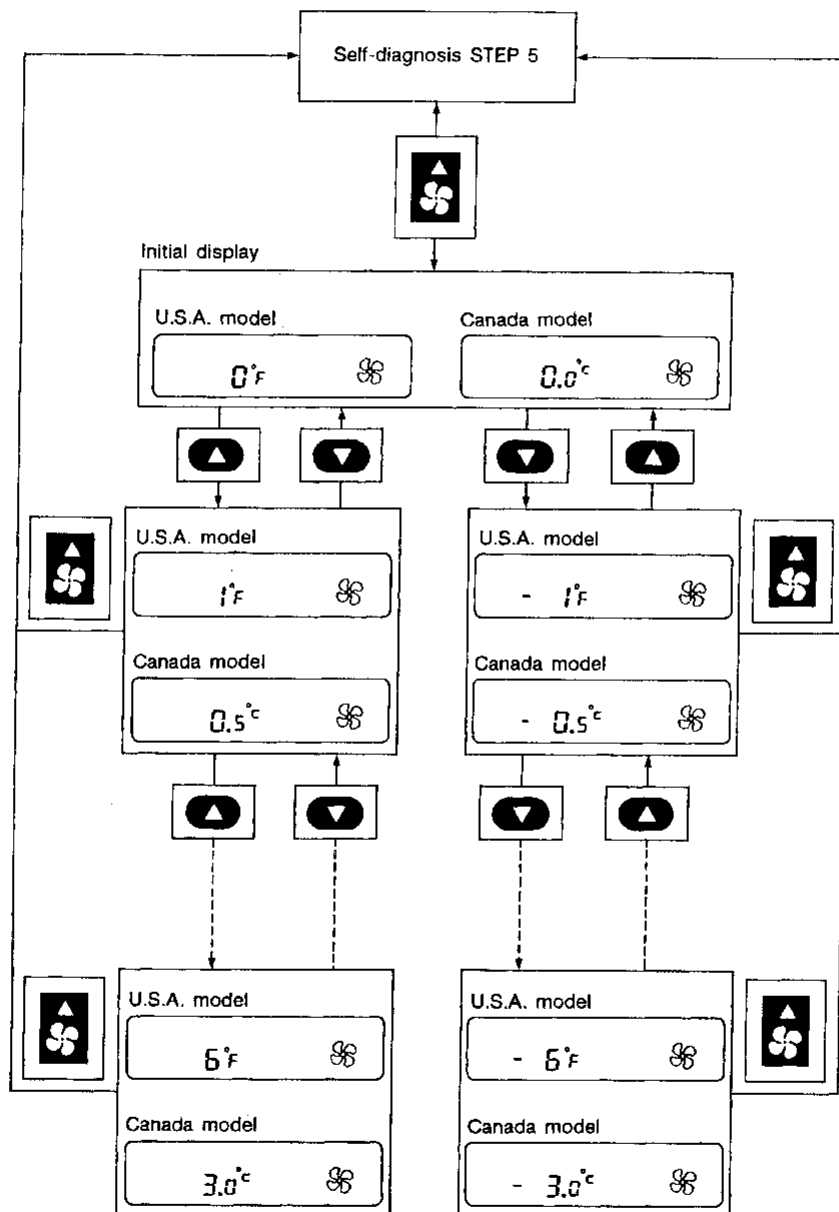 Self-diagnosis STEP 5
Initial display
U.S.A. model
0°F
Canada model
0.0°C
U.S.A. model
1°F
Canada model
0.5°C
U.S.A. model
- 1°F
Canada model
- 0.5°C
U.S.A. model
6°F
Canada model
3.0°C
U.S.A. model
- 6°F
Canada model
- 3.0°C